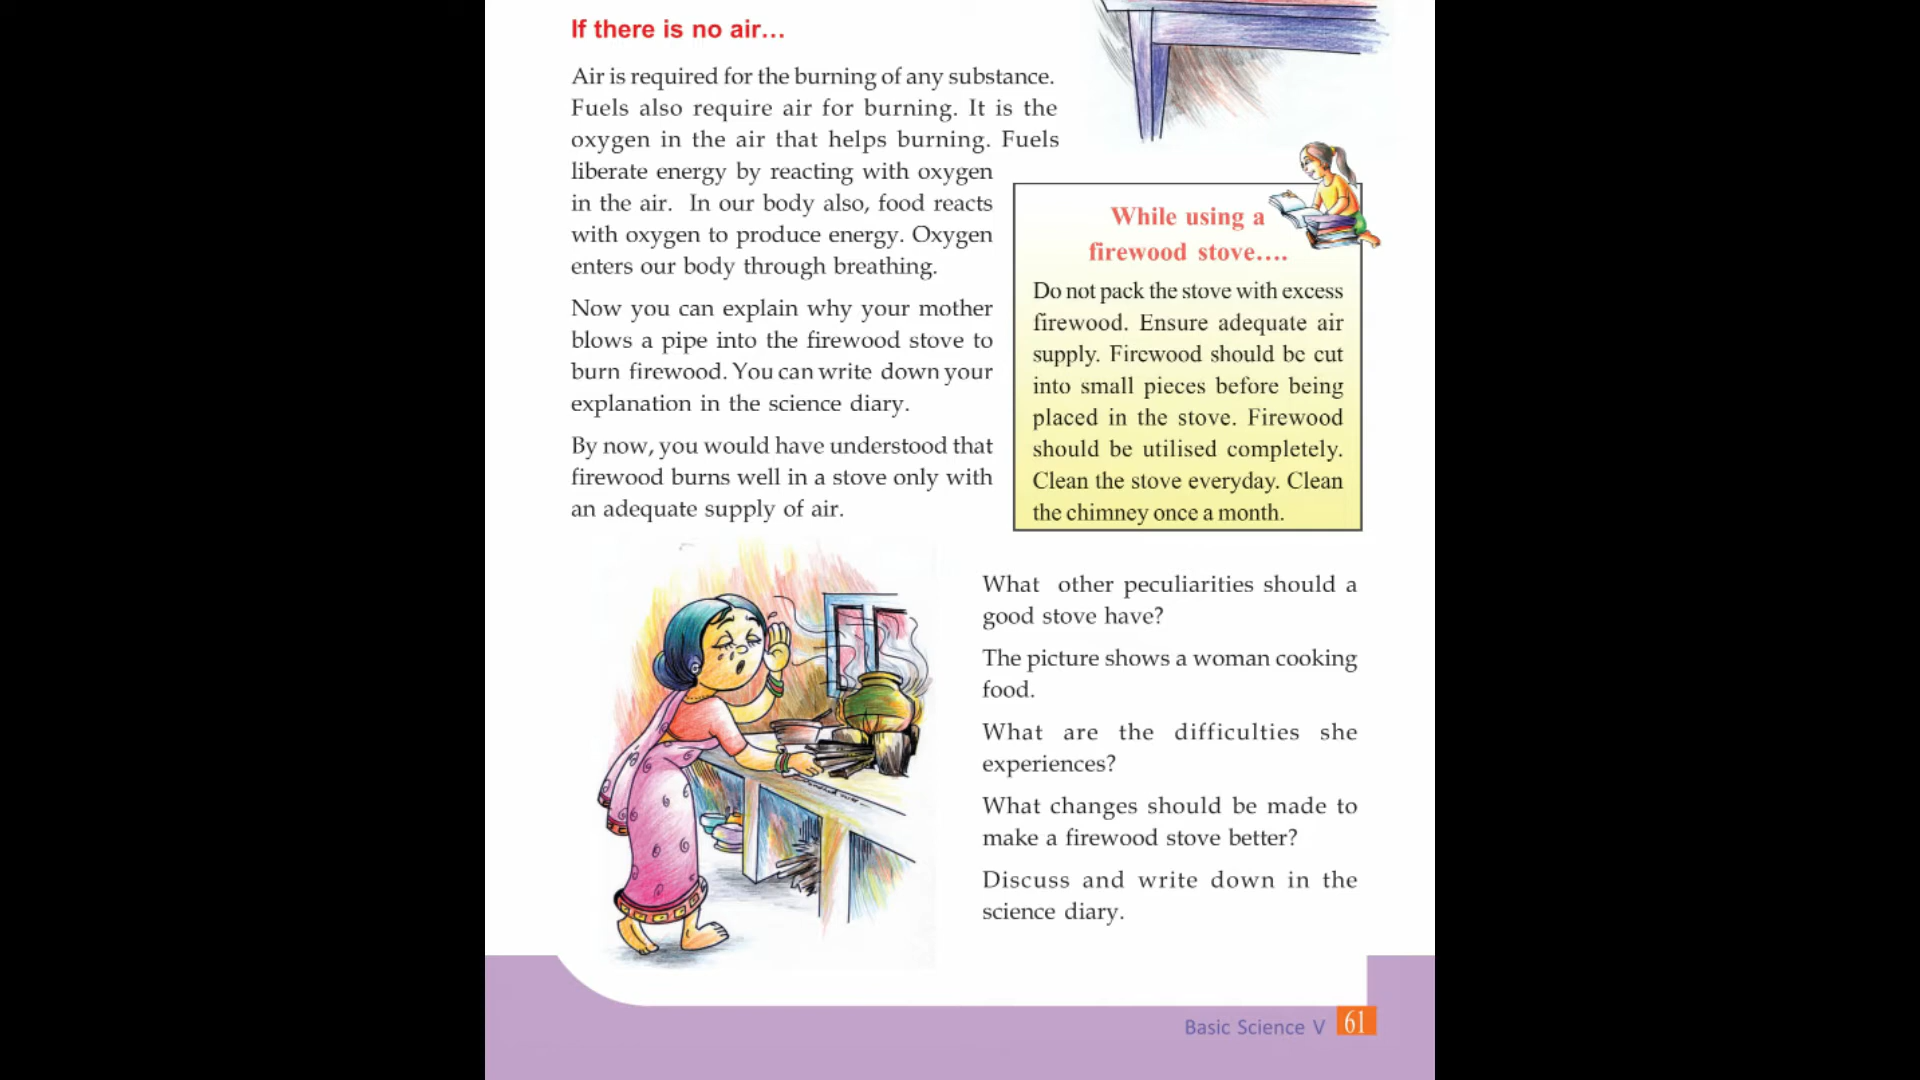 If there is no air...
Air is required for the burning of any substance.
Fuels also require air for burning. It is the
oxygen in the air that helps burning. Fuels
liberate energy by reacting with oxygen
in the air. In our body also, food reacts
with oxygen to produce energy. Oxygen
enters our body through breathing.
Now you can explain why your mother
blows a pipe into the firewood stove to
burn firewood. You can write down your
explanation in the science diary.
By now, you would have understood that
firewood burns well in a stove only with
an adequate supply of air.
While using a
firewood stove....
Do not pack the stove with excess
firewood. Ensure adequate air
supply. Firewood should be cut
into small pieces before being
placed in the stove. Firewood
should be utilised completely.
Clean the stove everyday. Clean
the chimney once a month.
What other peculiarities should a
good stove have?
The picture shows a woman cooking
food.
What are the difficulties she
experiences?
What changes should be made to
make a firewood stove better?
Discuss and write down in the
science diary.
Basic Science V 61